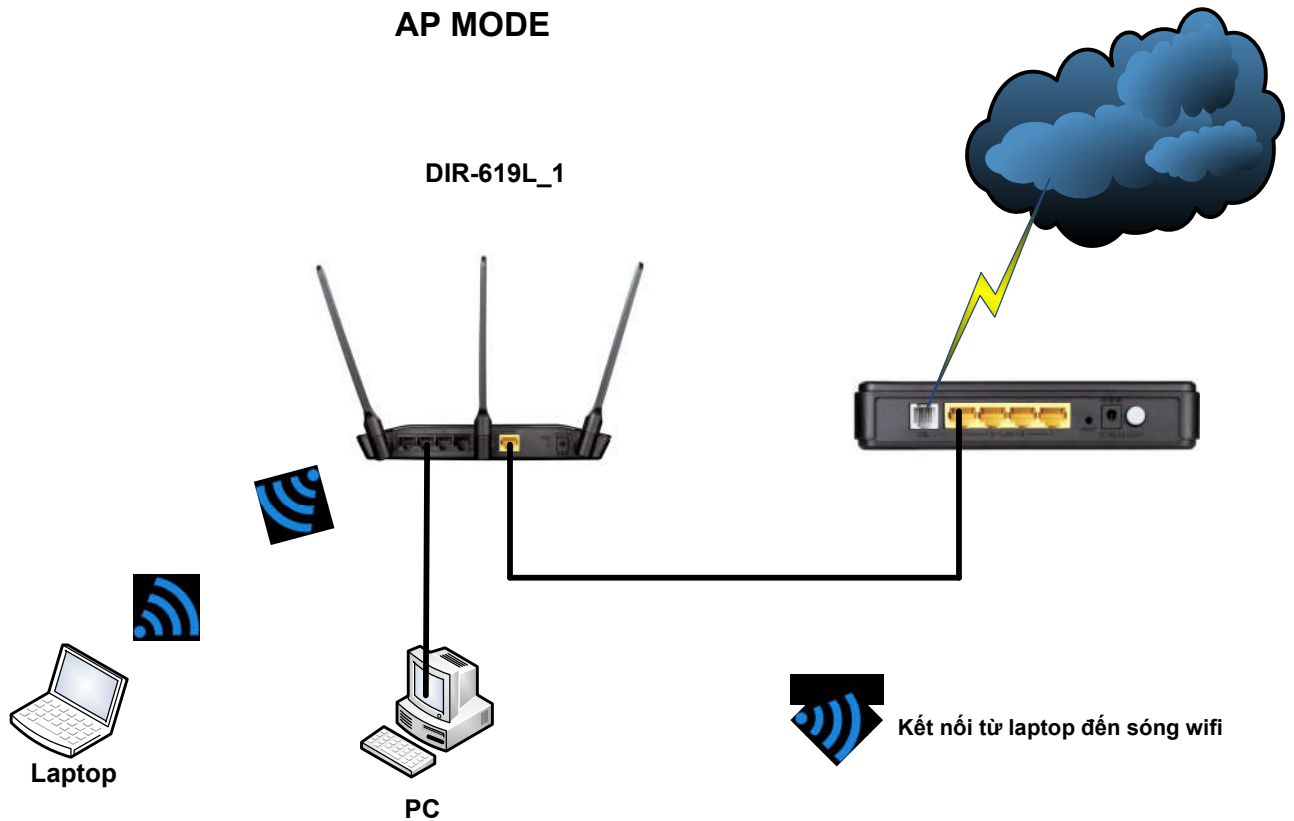 AP MODE
DIR-619L_1
Kết nối từ laptop đến sóng wifi
Laptop
PC